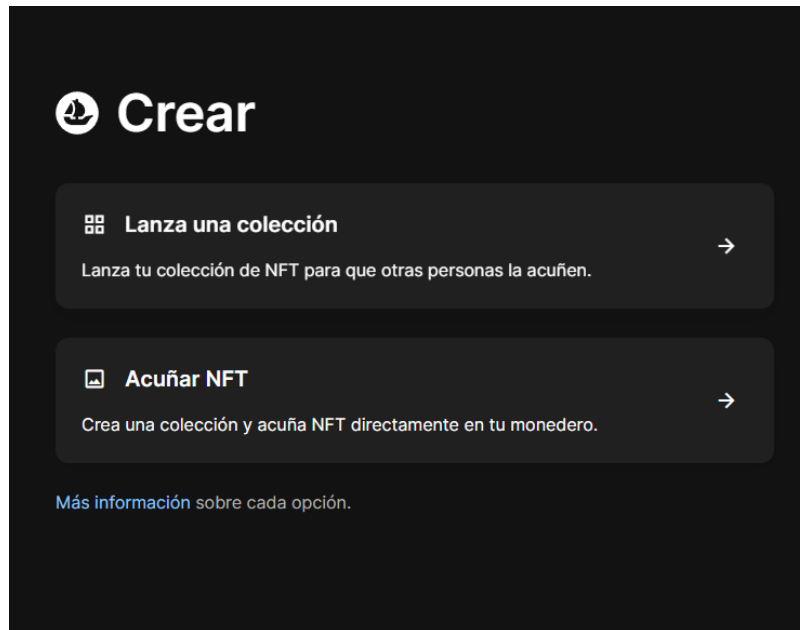 Crear
Lanza una colección
Lanza tu colección de NFT para que otras personas la acuñen.
Acuñar NFT
Crea una colección y acuña NFT directamente en tu monedero.
Más información sobre cada opción.